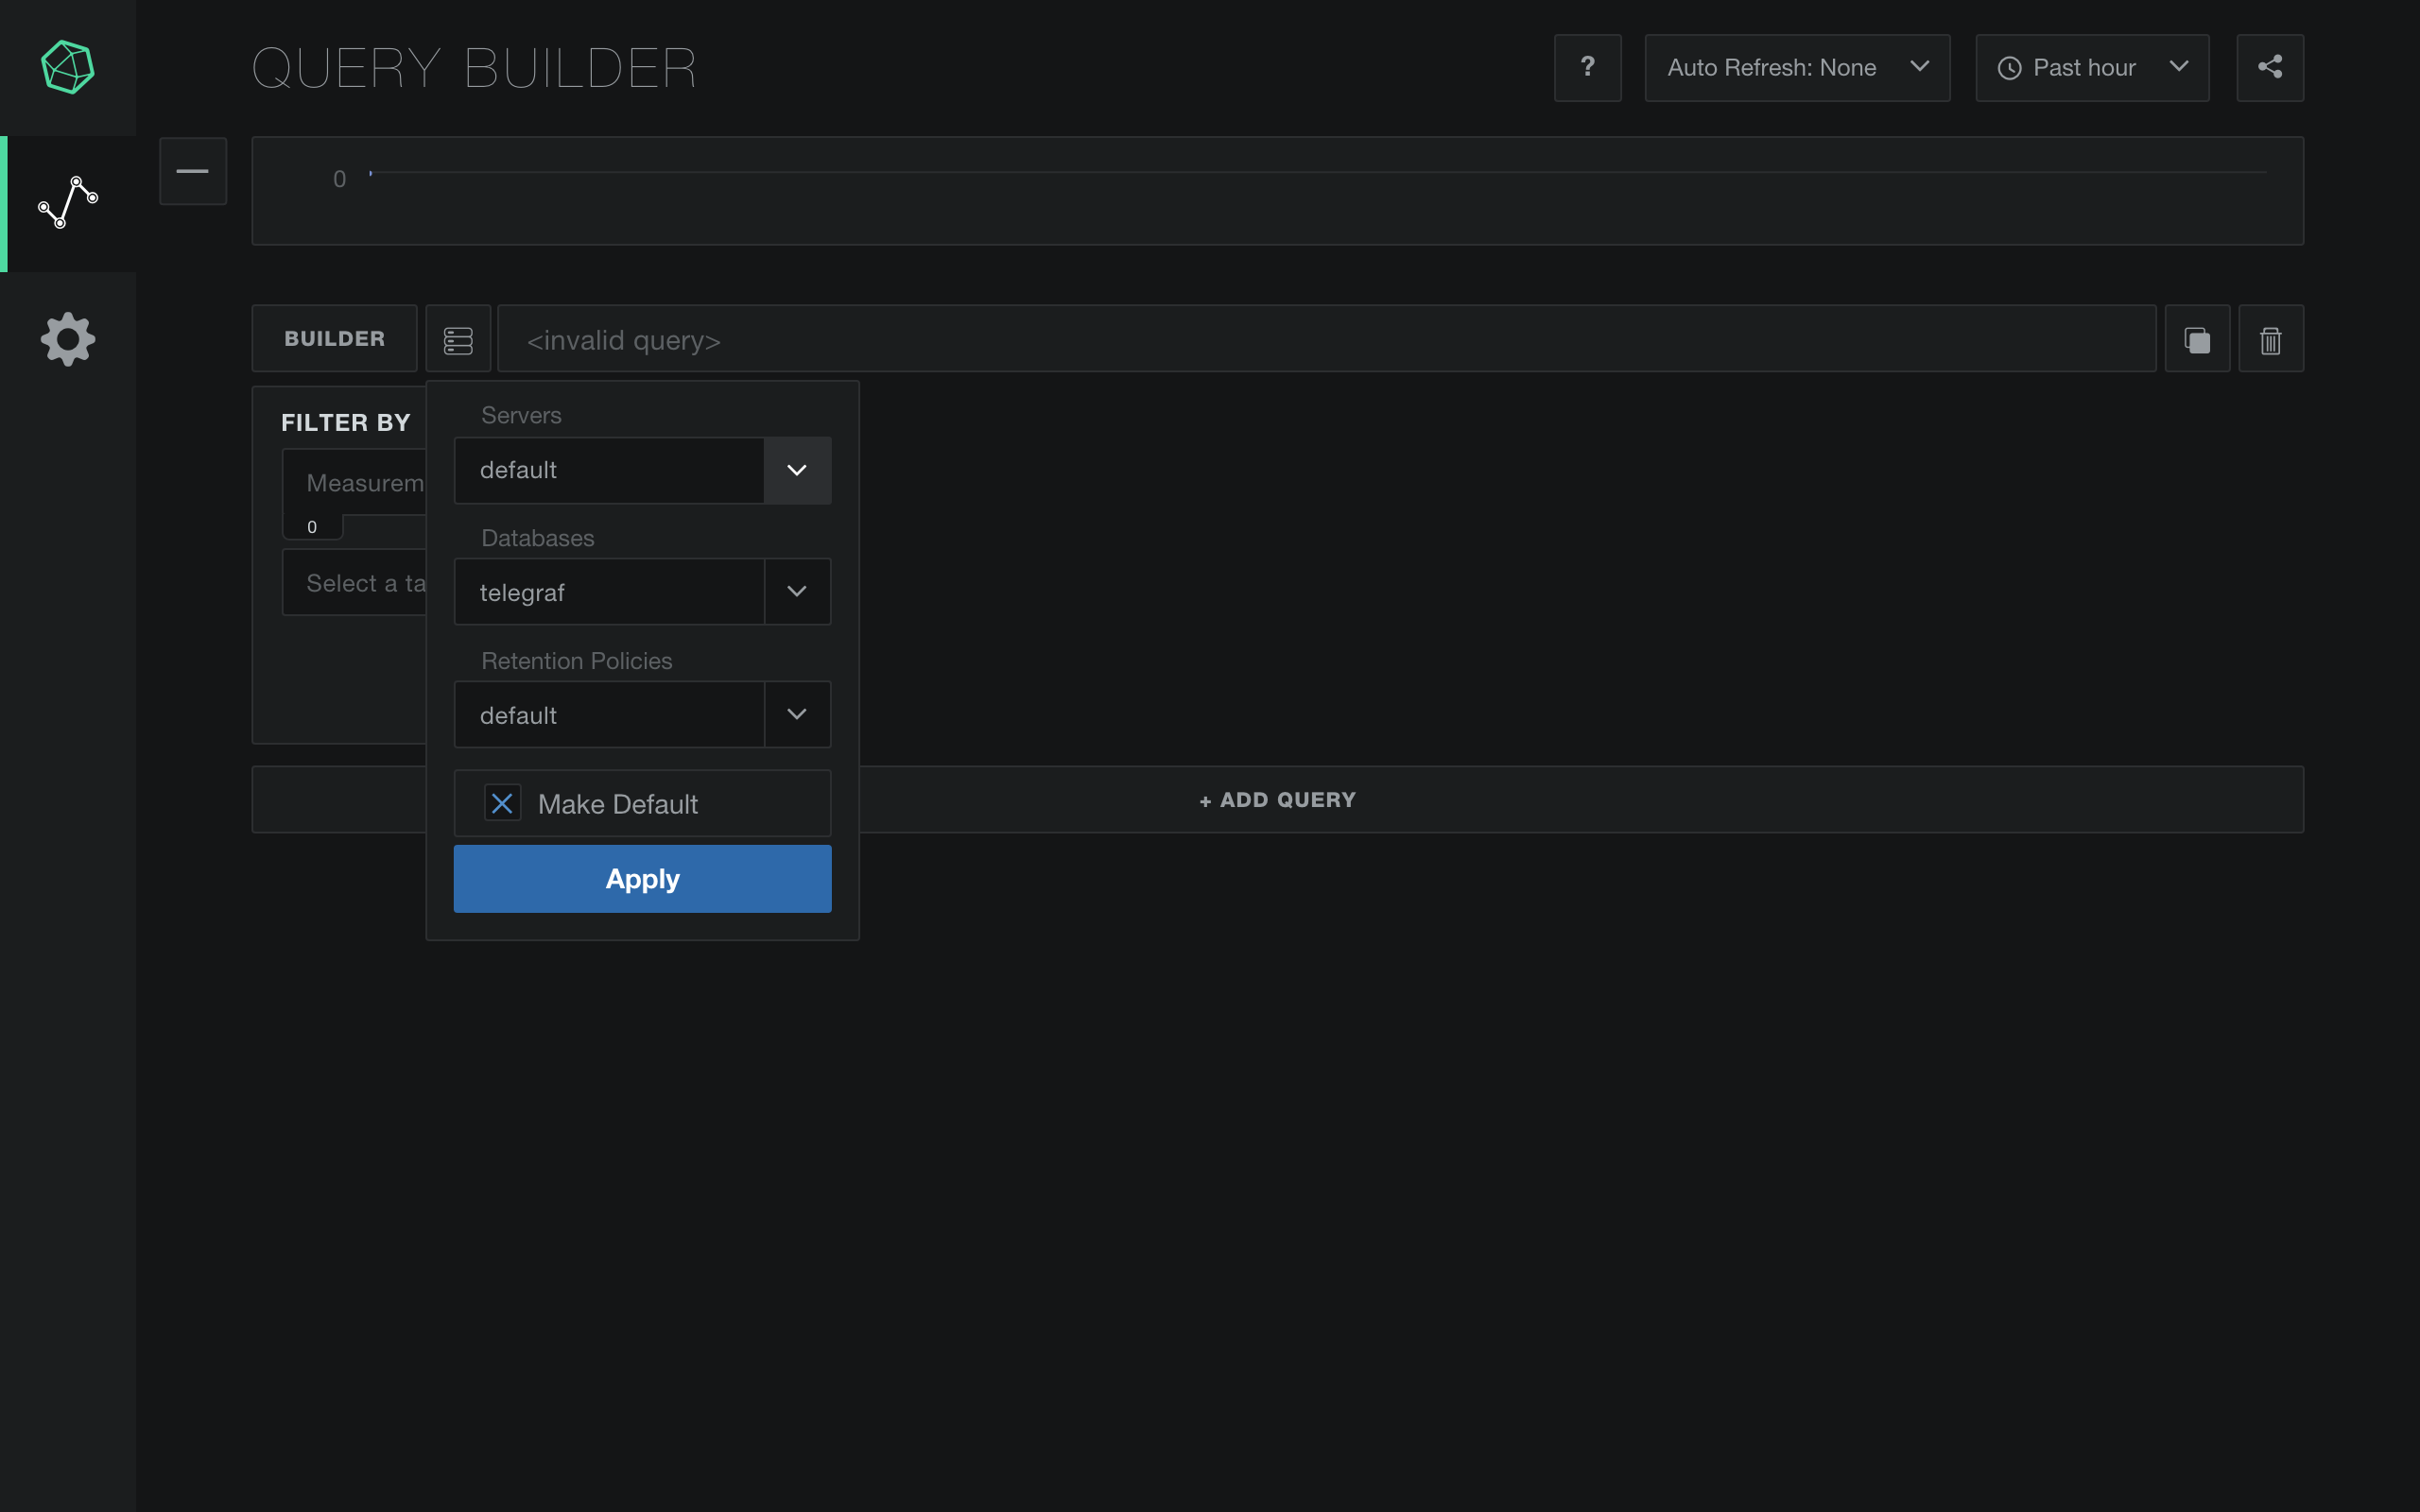 QUERY BUILDER
?
Auto Refresh: None
Past hour
0
BUILDER
<invalid query>
FILTER BY
Servers
default
Measurem
0
Databases
Select a ta
telegraf
Retention Policies
default
Make Default
+ ADD QUERY
Apply